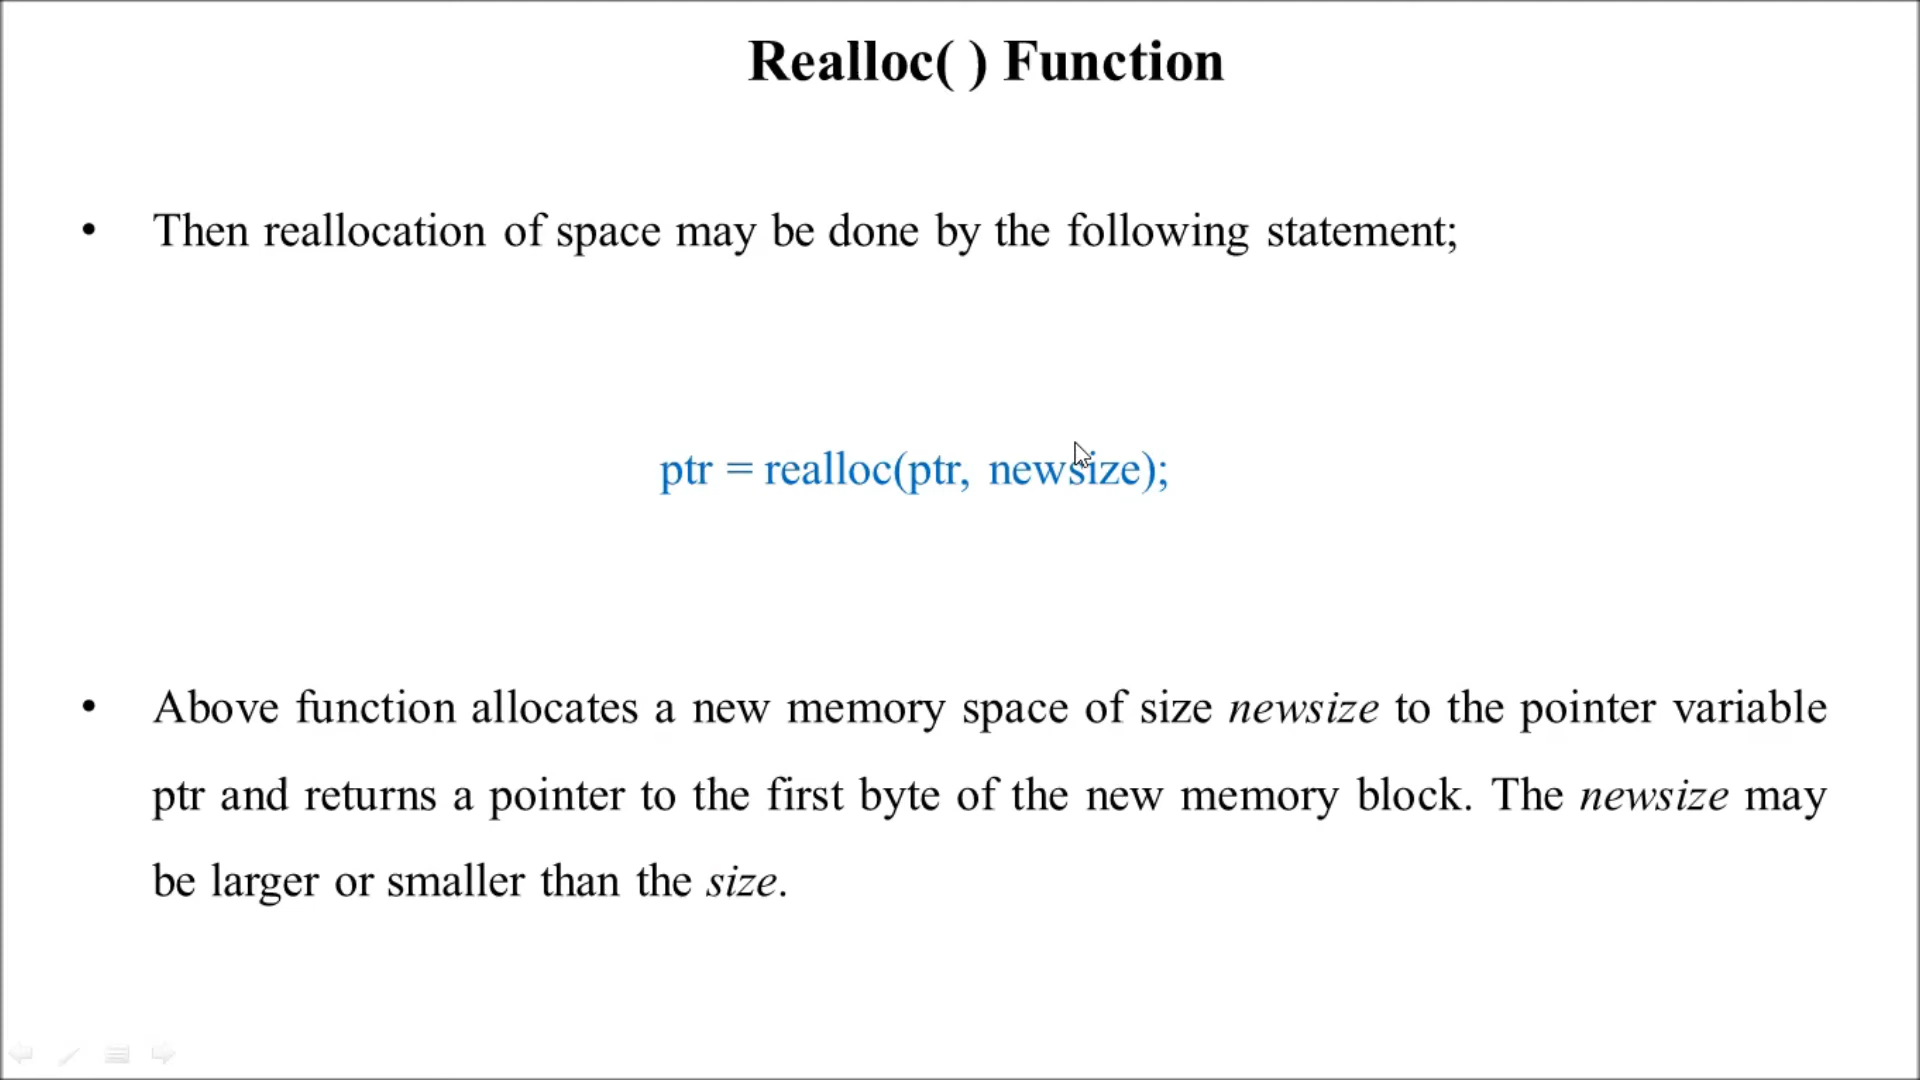 Realloc( ) Function
• Then reallocation of space may be done by the following statement;
ptr = realloc(ptr, newsize);
• Above function allocates a new memory space of size newsize to the pointer variable
ptr and returns a pointer to the first byte of the new memory block. The newsize may
be larger or smaller than the size.